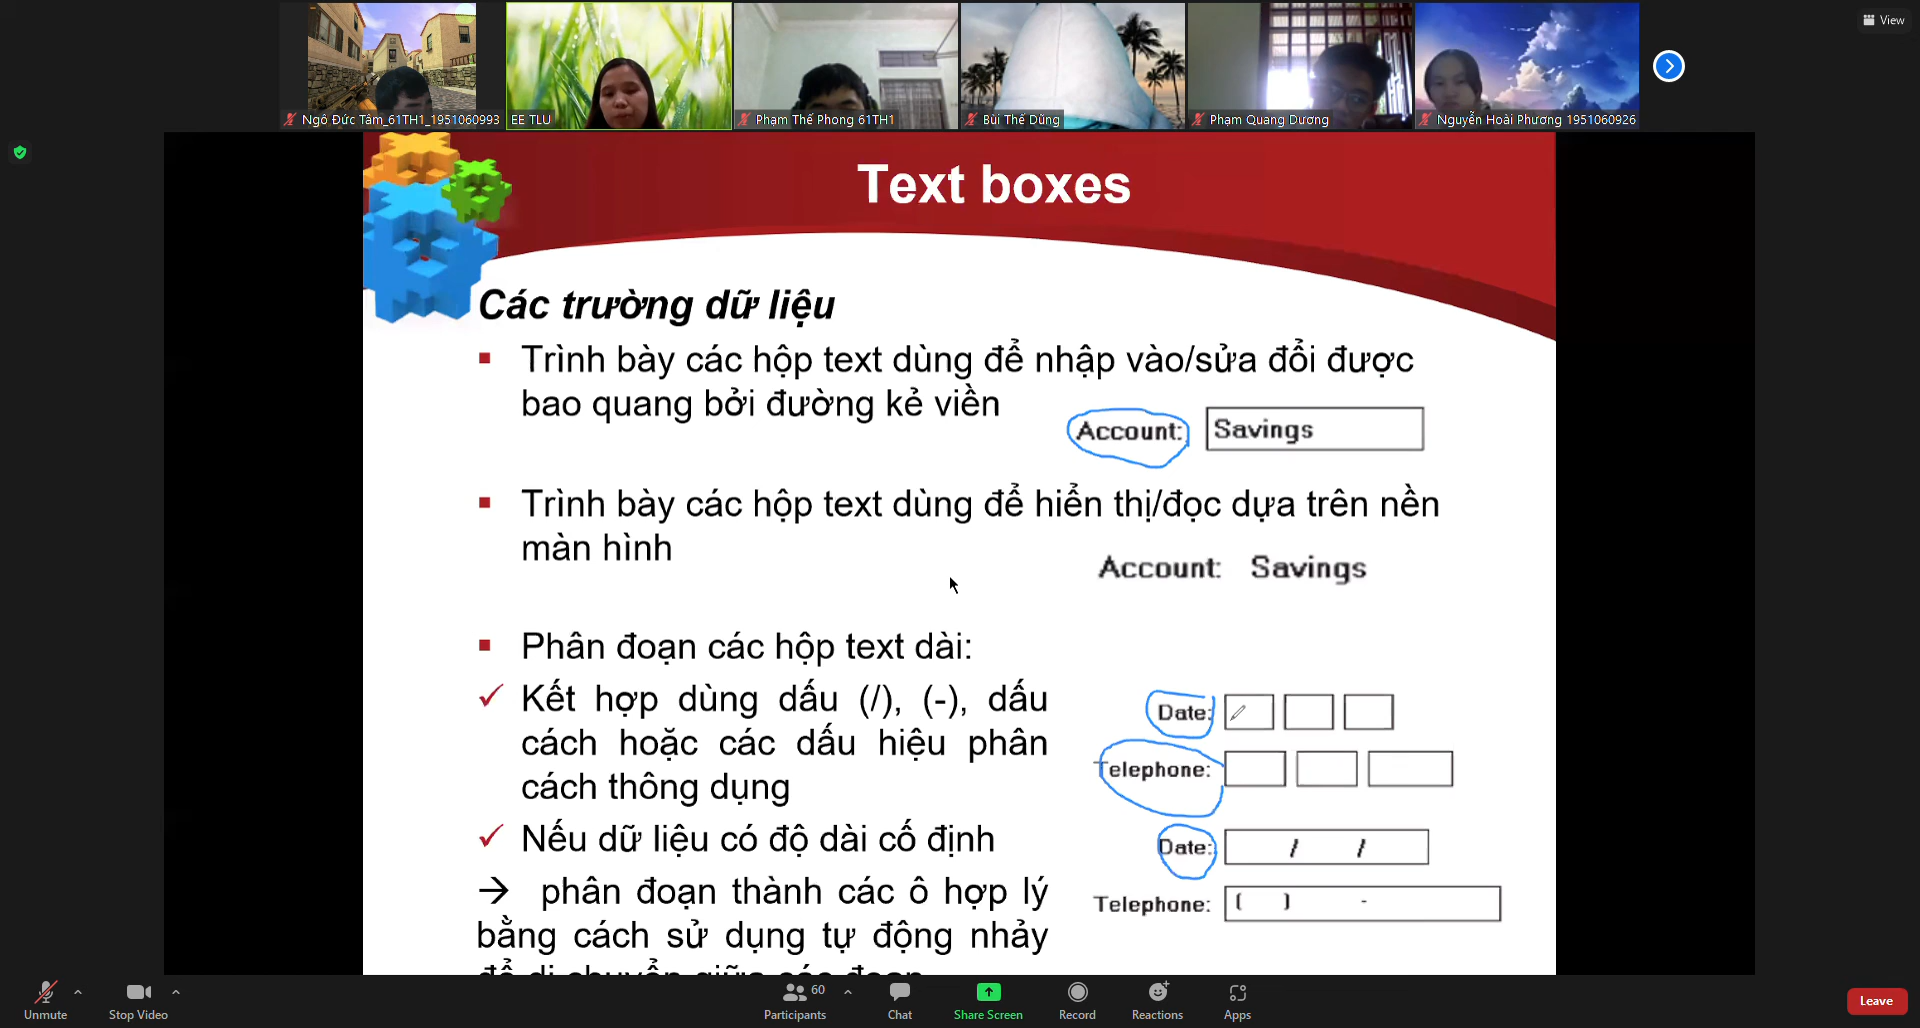 View
Ngô Đức Tâm_61TH1_1951060993
EE TLU
Phạm Thế Phong 61TH1
Bùi Thế Dũng
Phạm Quang Dương
Nguyễn Hoài Phương 1951060926
Text boxes
Các trường dữ liệu
Trình bày các hộp text dùng để nhập vào/sửa đổi được
bao quang bởi đường kẻ viền
Account: Savings
Trình bày các hộp text dùng để hiển thị/đọc dựa trên nền
màn hình
Account: Savings
Phân đoạn các hộp text dài:
Kết hợp dùng dấu (/), (-), dấu
cách hoặc các dấu hiệu phân
cách thông dụng
Nếu dữ liệu có độ dài cố định
→ phân đoạn thành các ô hợp lý
bằng cách sử dụng tự động nhảy
để di chuyển giữa các đoạn
Date:
Telephone:
Date: / /
Telephone: ( ) -
Unmute
Stop Video
60
Participants
Chat
Share Screen
Record
Reactions
Apps
Leave